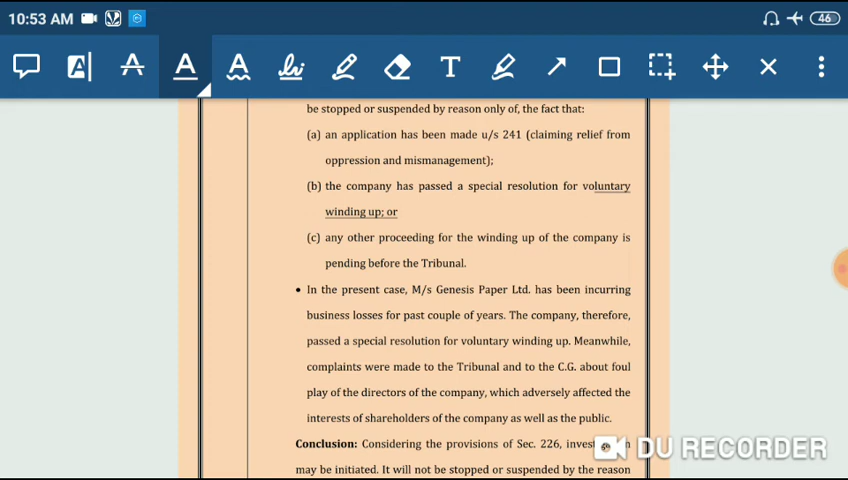 10:53 AM
46
A
A
A
A
T
be stopped or suspended by reason only of, the fact that:
(a) an application has been made u/s 241 (claiming relief from
oppression and mismanagement);
(b) the company has passed a special resolution for voluntary
winding up; or
(c) any other proceeding for the winding up of the company is
pending before the Tribunal.
• In the present case, M/s Genesis Paper Ltd. has been incurring
business losses for past couple of years. The company, therefore,
passed a special resolution for voluntary winding up. Meanwhile,
complaints were made to the Tribunal and to the C.G. about foul
play of the directors of the company, which adversely affected the
interests of shareholders of the company as well as the public.
Conclusion: Considering the provisions of Sec. 226,
DU RECORDER
may be initiated. It will not be stopped or suspended by the reason